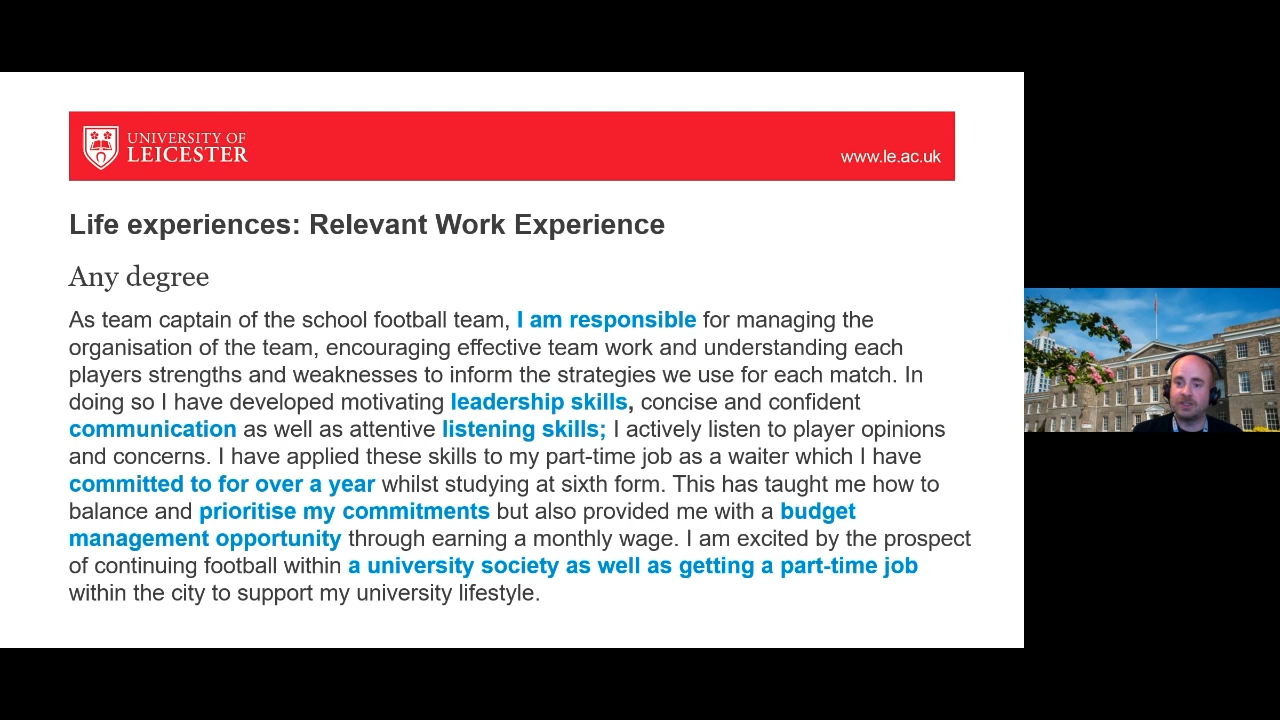 UNIVERSITY OF
LEICESTER
www.le.ac.uk
Life experiences: Relevant Work Experience
Any degree
As team captain of the school football team, I am responsible for managing the
organisation of the team, encouraging effective team work and understanding each
players strengths and weaknesses to inform the strategies we use for each match. In
doing so I have developed motivating leadership skills, concise and confident
communication as well as attentive listening skills; I actively listen to player opinions
and concerns. I have applied these skills to my part-time job as a waiter which I have
committed to for over a year whilst studying at sixth form. This has taught me how to
balance and prioritise my commitments but also provided me with a budget
management opportunity through earning a monthly wage. I am excited by the prospect
of continuing football within a university society as well as getting a part-time job
within the city to support my university lifestyle.